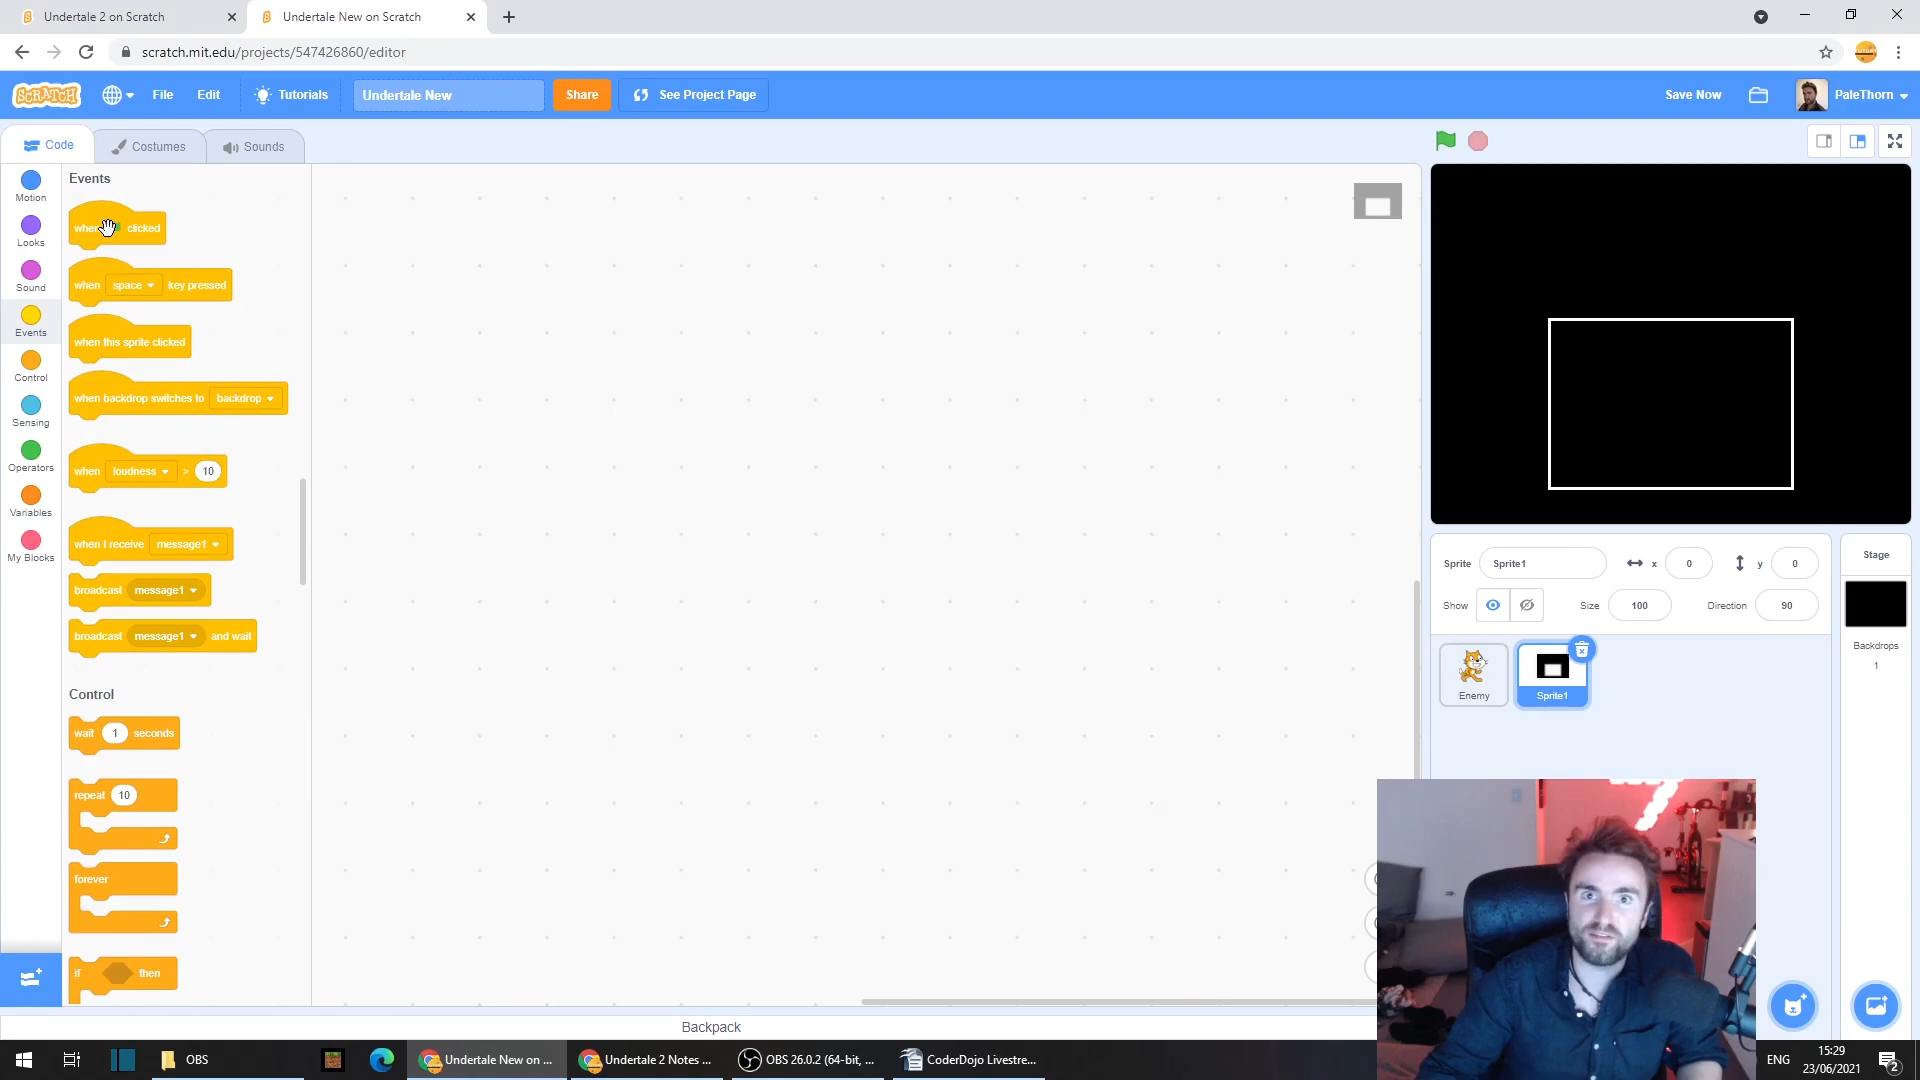 Undertale 2 on Scratch
Undertale New on Scratch
scratch.mit.edu/projects/547426860/editor
SCRATCH
File
Edit
Tutorials
Undertale New
Share
See Project Page
Save Now
PaleThorn
Code
Costumes
Sounds
Motion
Looks
Sound
Events
Control
Sensing
Operators
Variables
My Blocks
Events
when clicked
when space key pressed
when this sprite clicked
when backdrop switches to backdrop
when loudness > 10
when I receive message1
broadcast message1
broadcast message1 and wait
Control
wait 1 seconds
repeat 10
forever
if then
Sprite Sprite1 x 0 y 0
Show Size 100 Direction 90
Enemy
Sprite1
Stage
Backdrops
1
Backpack
OBS
Undertale New on ...
Undertale 2 Notes ...
OBS 26.0.2 (64-bit, ...
CoderDojo Livestre...
ENG
15:29
23/06/2021
2